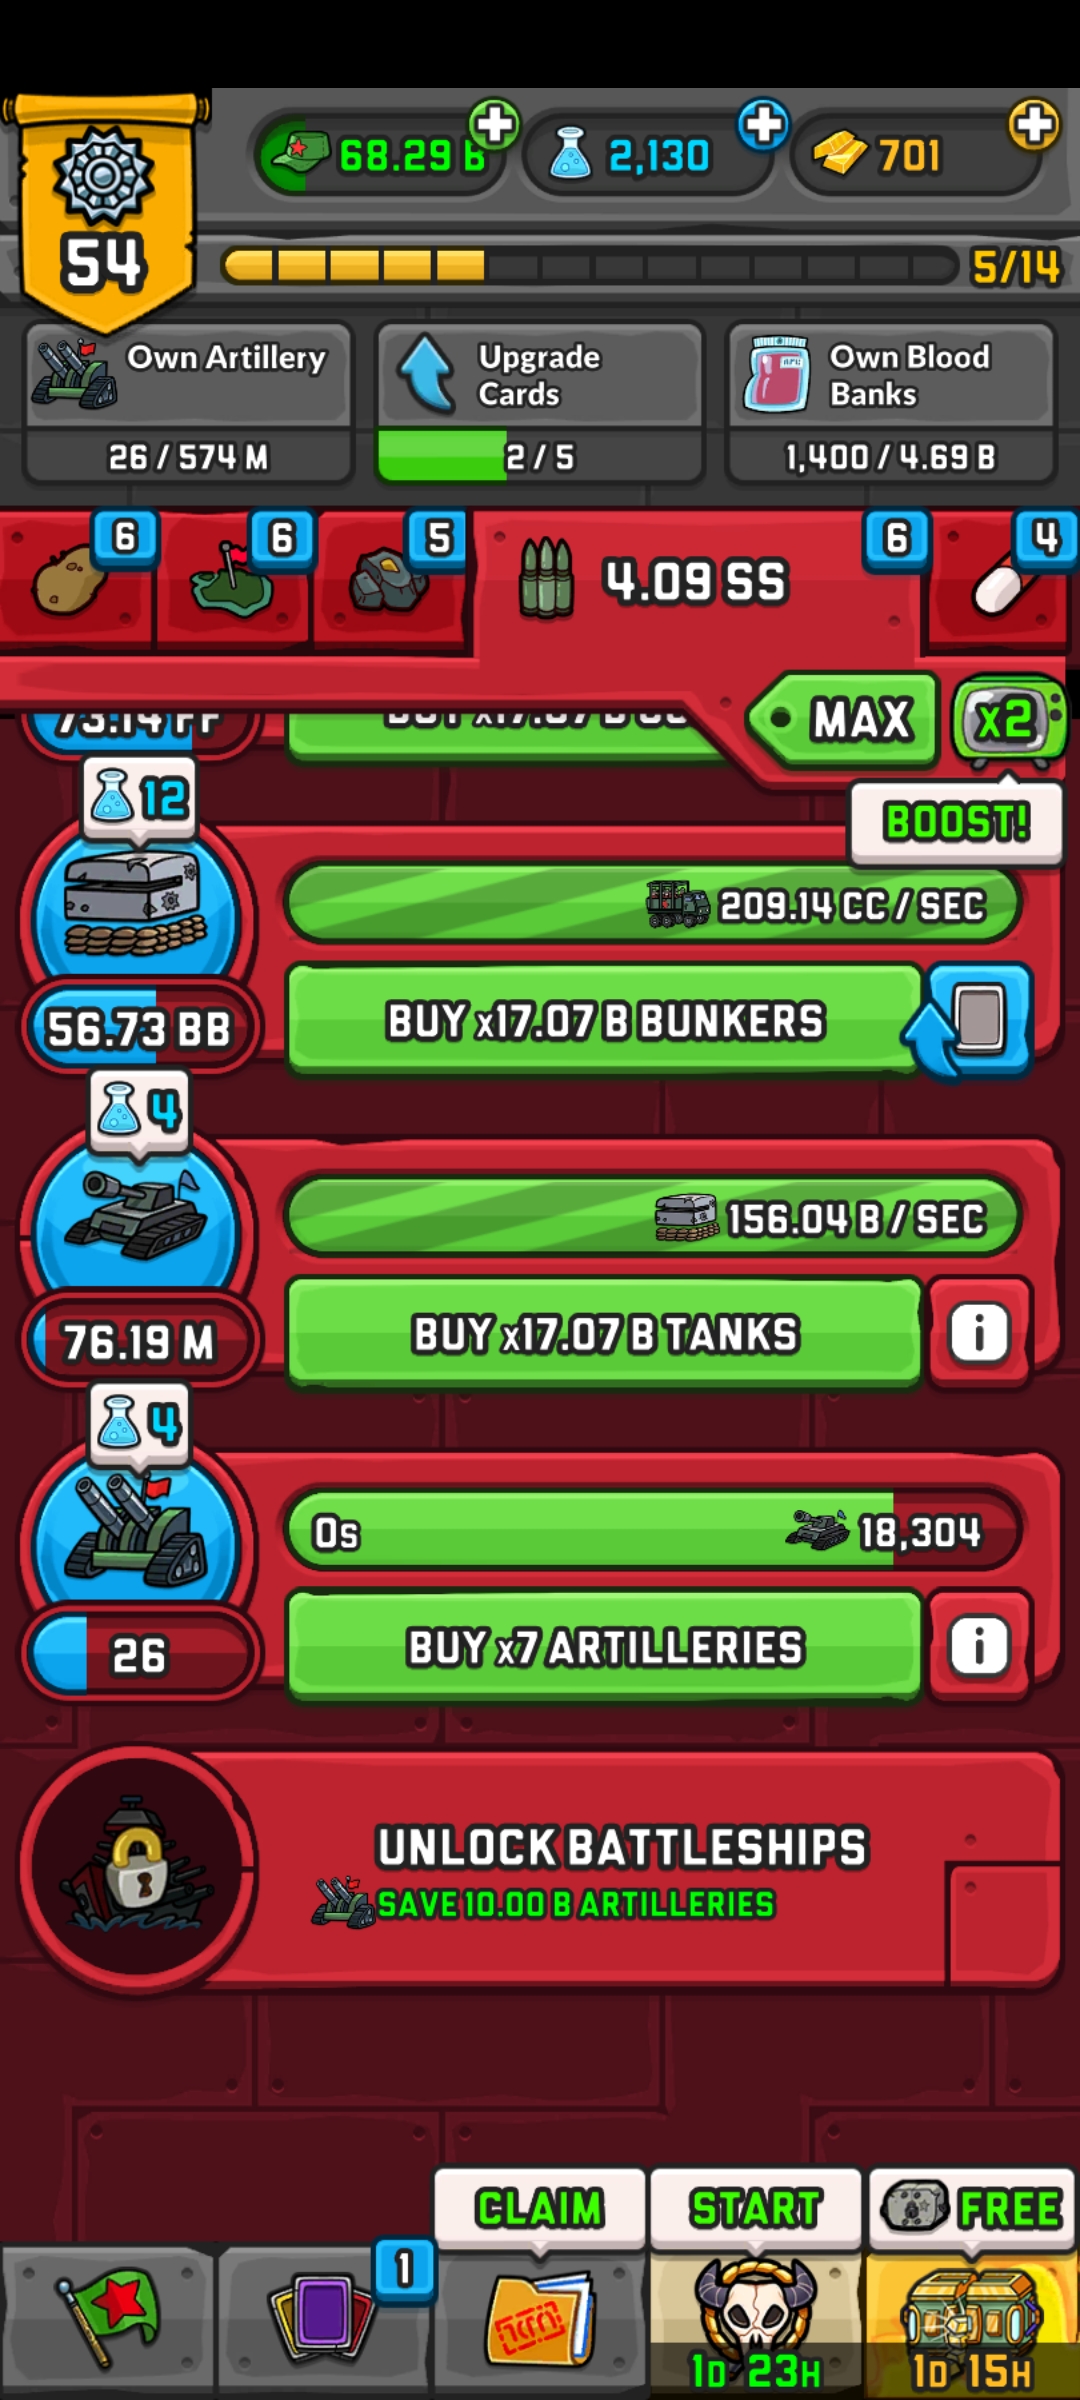 54
68.29 B
2,130
701
5/14
Own Artillery
26 / 574 M
Upgrade
Cards
2 / 5
Own Blood
Banks
1,400 / 4.69 B
6
6
5
4.09 SS
6
4
MAX
x2
BOOST!
73.14 FF
12
209.14 CC / SEC
56.73 BB
BUY x17.07 B BUNKERS
4
156.04 B / SEC
76.19 M
BUY x17.07 B TANKS
i
4
0s
18,304
26
BUY x7 ARTILLERIES
i
UNLOCK BATTLESHIPS
SAVE 10.00 B ARTILLERIES
CLAIM
START
FREE
1
1D 23H
1D 15H